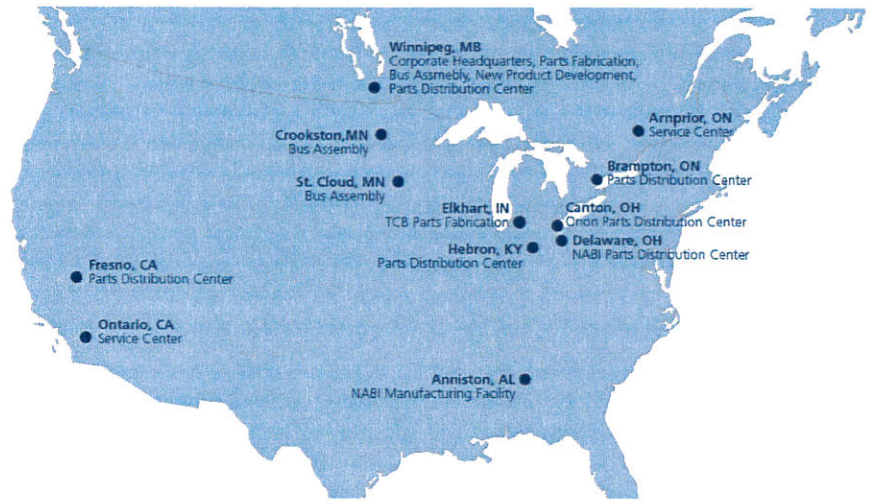 Winnipeg, MB
Corporate Headquarters, Parts Fabrication,
Bus Assmebly, New Product Development,
Parts Distribution Center
Arnprior, ON
Service Center
Crookston,MN
Bus Assembly
Brampton, ON
Parts Distribution Center
St. Cloud, MN
Bus Assembly
Elkhart, IN
TCB Parts Fabrication
Canton, OH
Orion Parts Distribution Center
Hebron, KY
Parts Distribution Center
Delaware, OH
NABI Parts Distribution Center
Fresno, CA
Parts Distribution Center
Ontario, CA
Service Center
Anniston, AL
NABI Manufacturing Facility